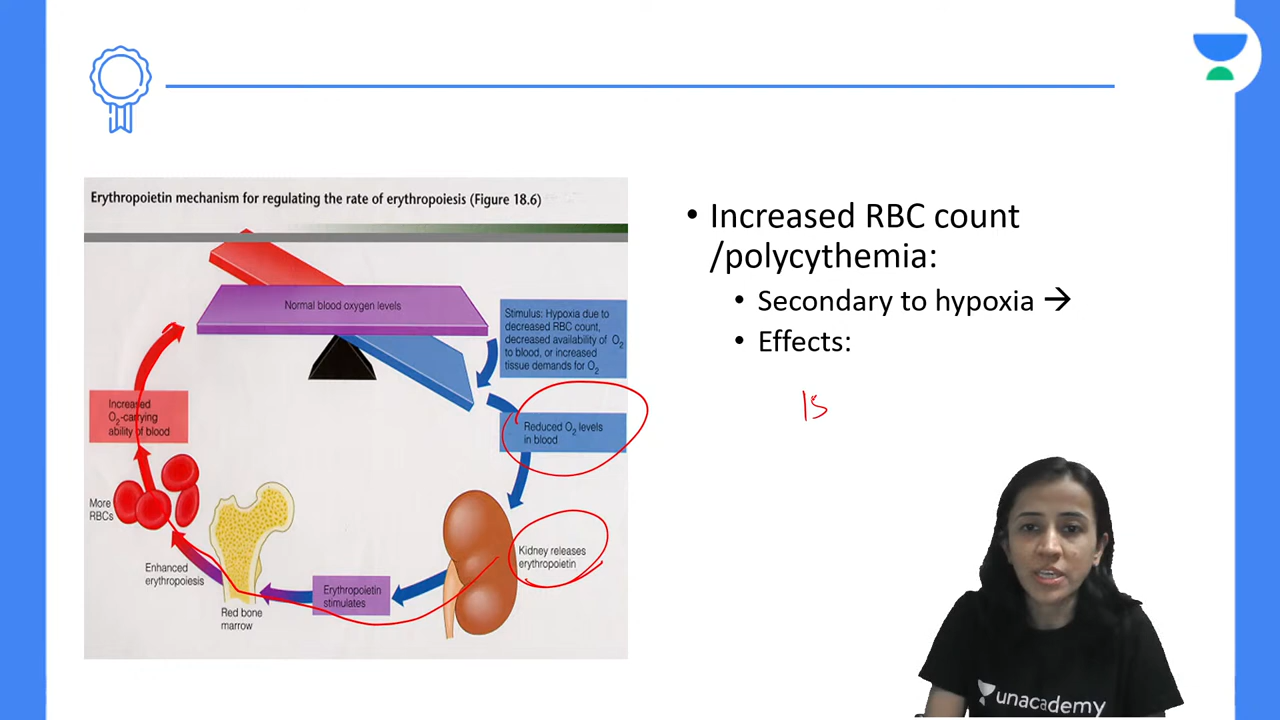 Erythropoietin mechanism for regulating the rate of erythropoiesis (Figure 18.6)
Normal blood oxygen levels
Stimulus: Hypoxia due to
decreased RBC count,
decreased availability of O2
to blood, or increased
tissue demands for O2
Reduced O2 levels
in blood
Kidney releases
erythropoietin
Erythropoietin
stimulates
Red bone
marrow
Enhanced
erythropoiesis
More
RBCs
Increased
O2-carrying
ability of blood
• Increased RBC count
/polycythemia:
• Secondary to hypoxia →
• Effects:
unacademy